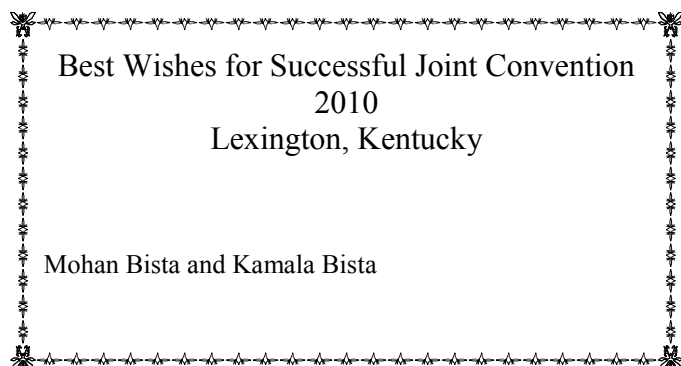 Best Wishes for Successful Joint Convention
2010
Lexington, Kentucky
Mohan Bista and Kamala Bista